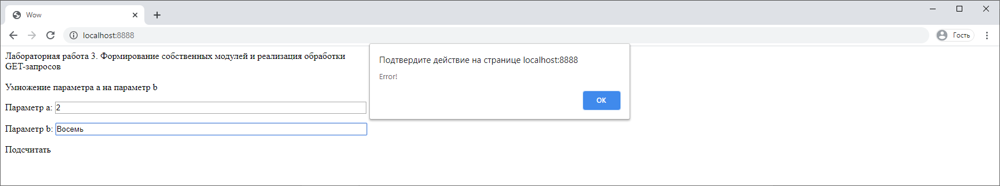 Wow
localhost:8888
Гость
Лабораторная работа 3. Формирование собственных модулей и реализация обработки
GET-запросов
Умножение параметра a на параметр b
Параметр a: 2
Параметр b: Восемь
Подсчитать
Подтвердите действие на странице localhost:8888
Error!
ОК